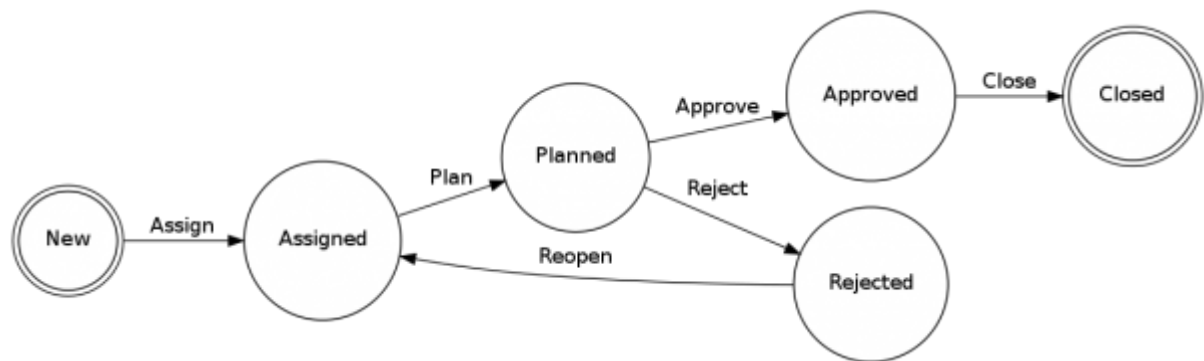 New
Assign
Assigned
Plan
Planned
Approve
Approved
Close
Closed
Reject
Rejected
Reopen